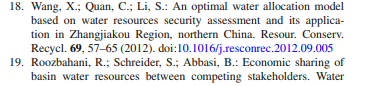 18. Wang, X.; Quan, C.; Li, S.: An optimal water allocation model
based on water resources security assessment and its applica-
tion in Zhangjiakou Region, northern China. Resour. Conserv.
Recycl. 69, 57–65 (2012). doi:10.1016/j.resconrec.2012.09.005
19. Roozbahani, R.; Schreider, S.; Abbasi, B.: Economic sharing of
basin water resources between competing stakeholders. Water